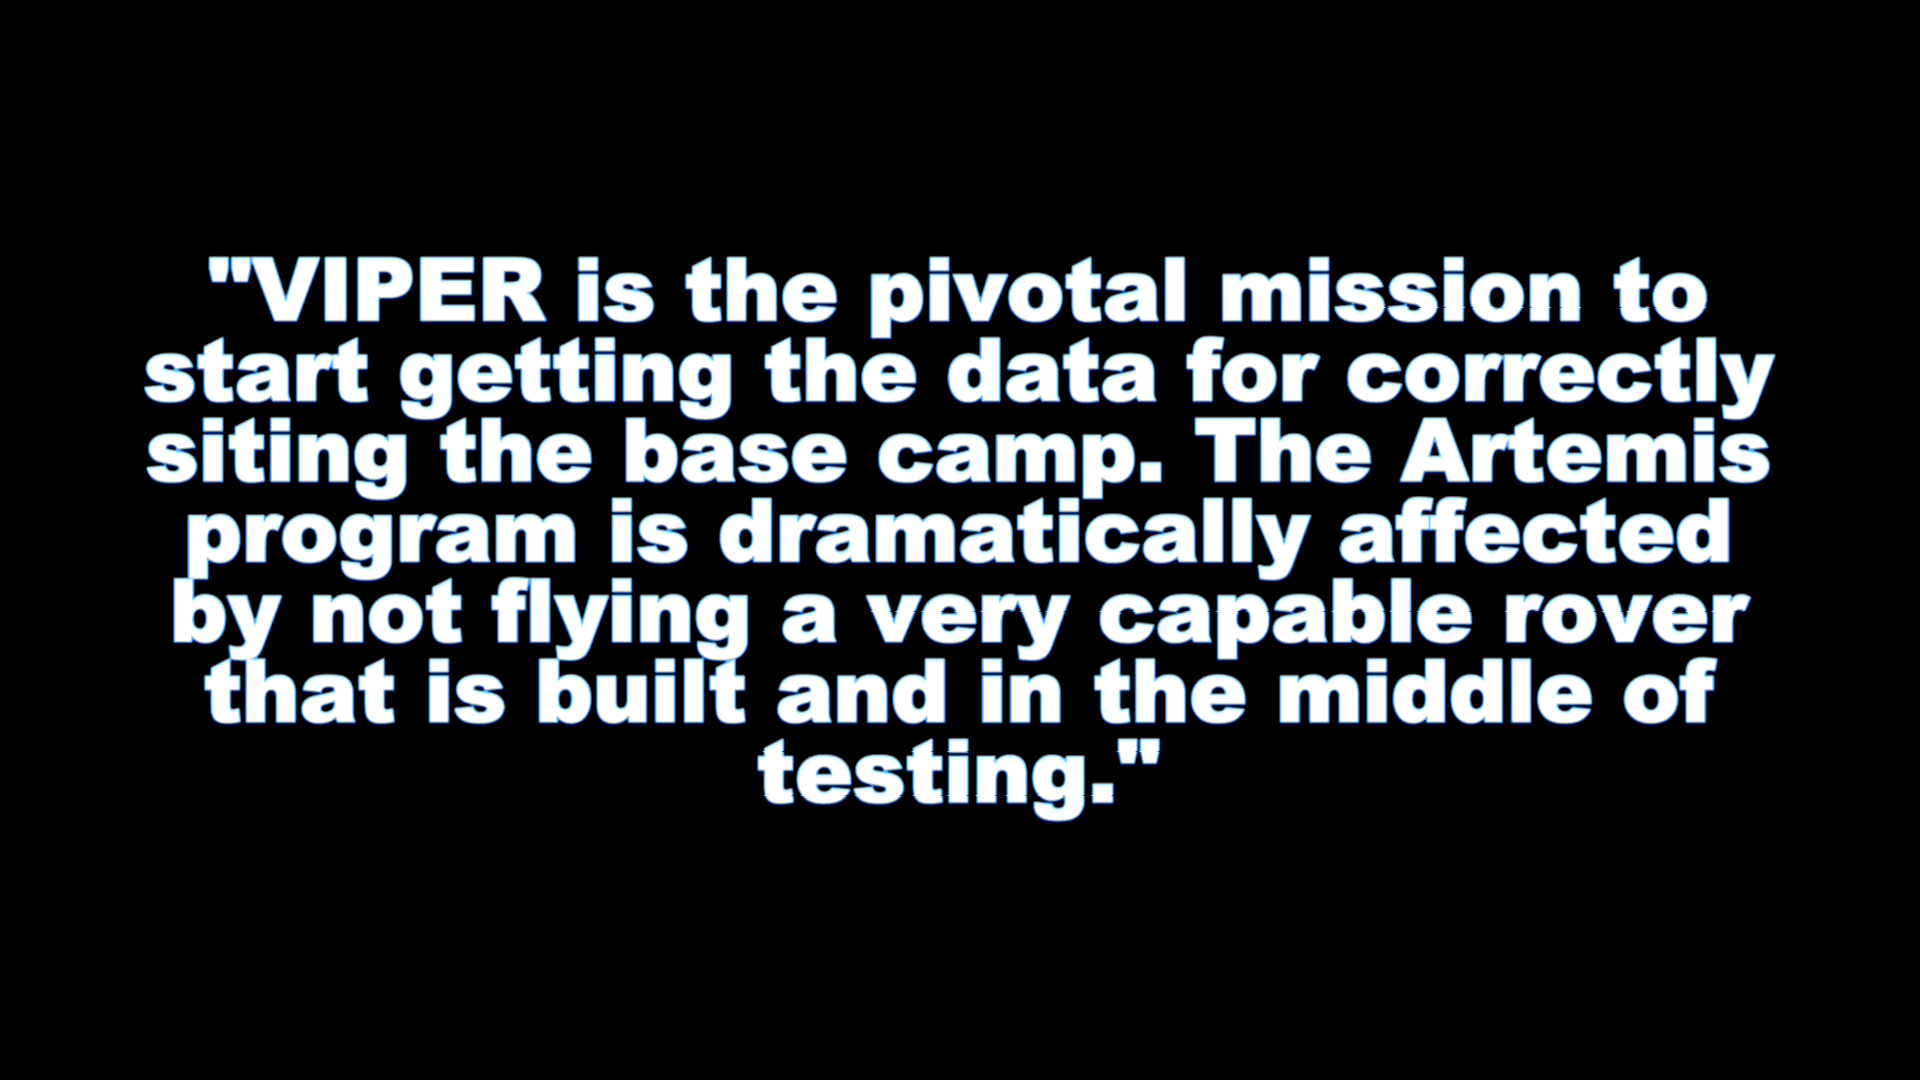 "VIPER is the pivotal mission to
start getting the data for correctly
siting the base camp. The Artemis
program is dramatically affected
by not flying a very capable rover
that is built and in the middle of
testing."